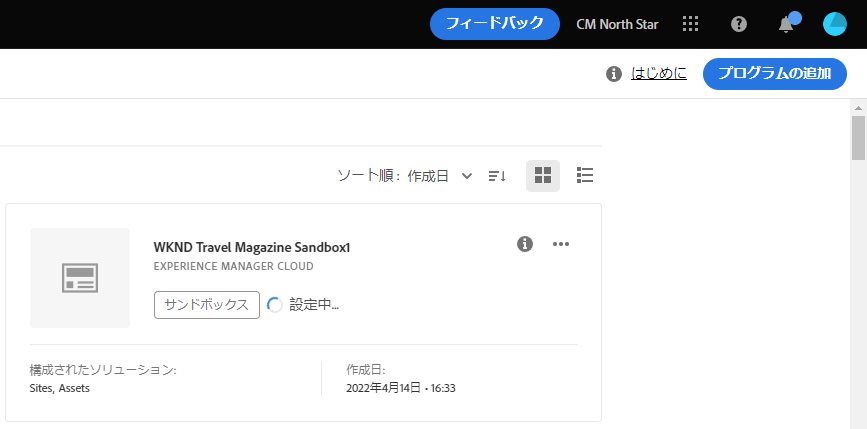 フィードバック CM North Star
はじめに プログラムの追加
ソート順: 作成日
WKND Travel Magazine Sandbox1
EXPERIENCE MANAGER CLOUD
サンドボックス 設定中...
構成されたソリューション: 作成日:
Sites, Assets 2022年4月14日 • 16:33